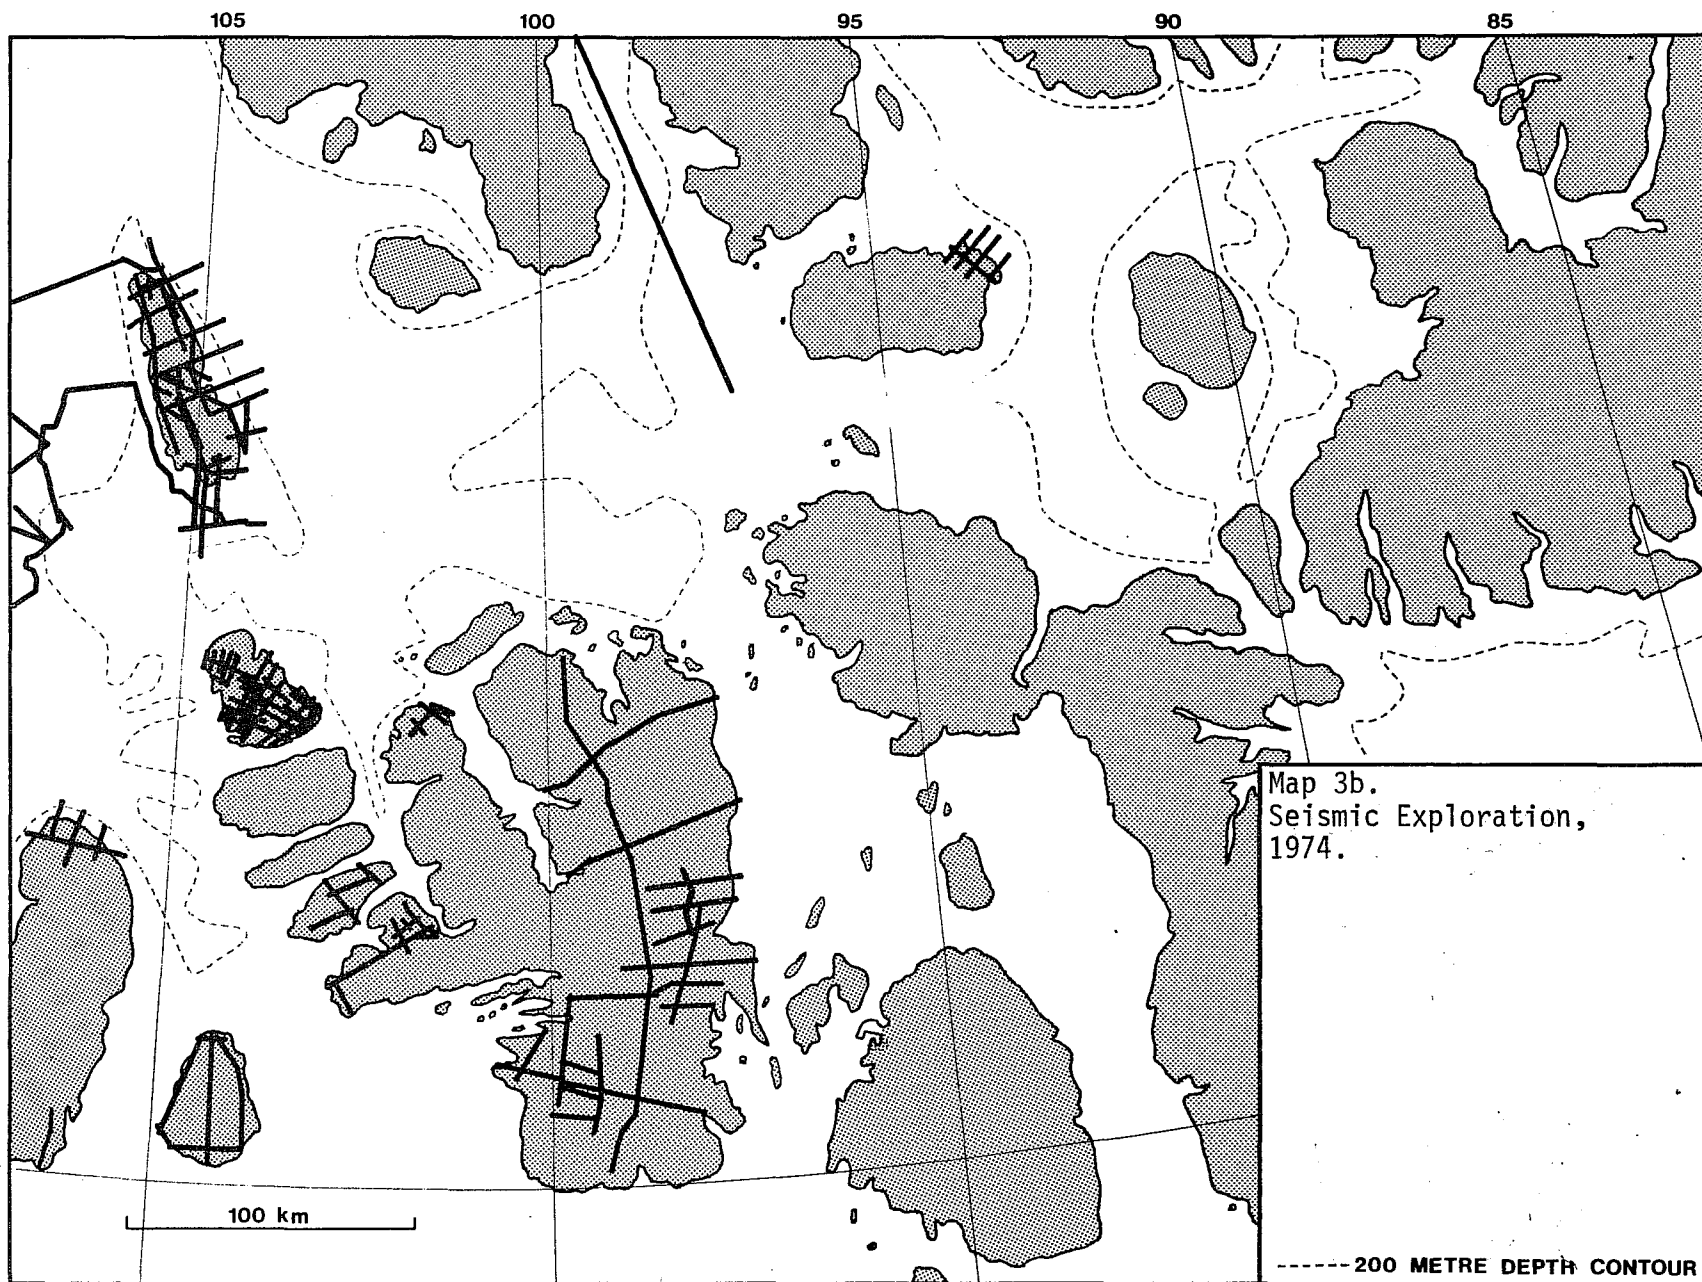 105 100 95 90 85
Map 3b.
Seismic Exploration,
1974.
100 km
------200 METRE DEPTH CONTOUR